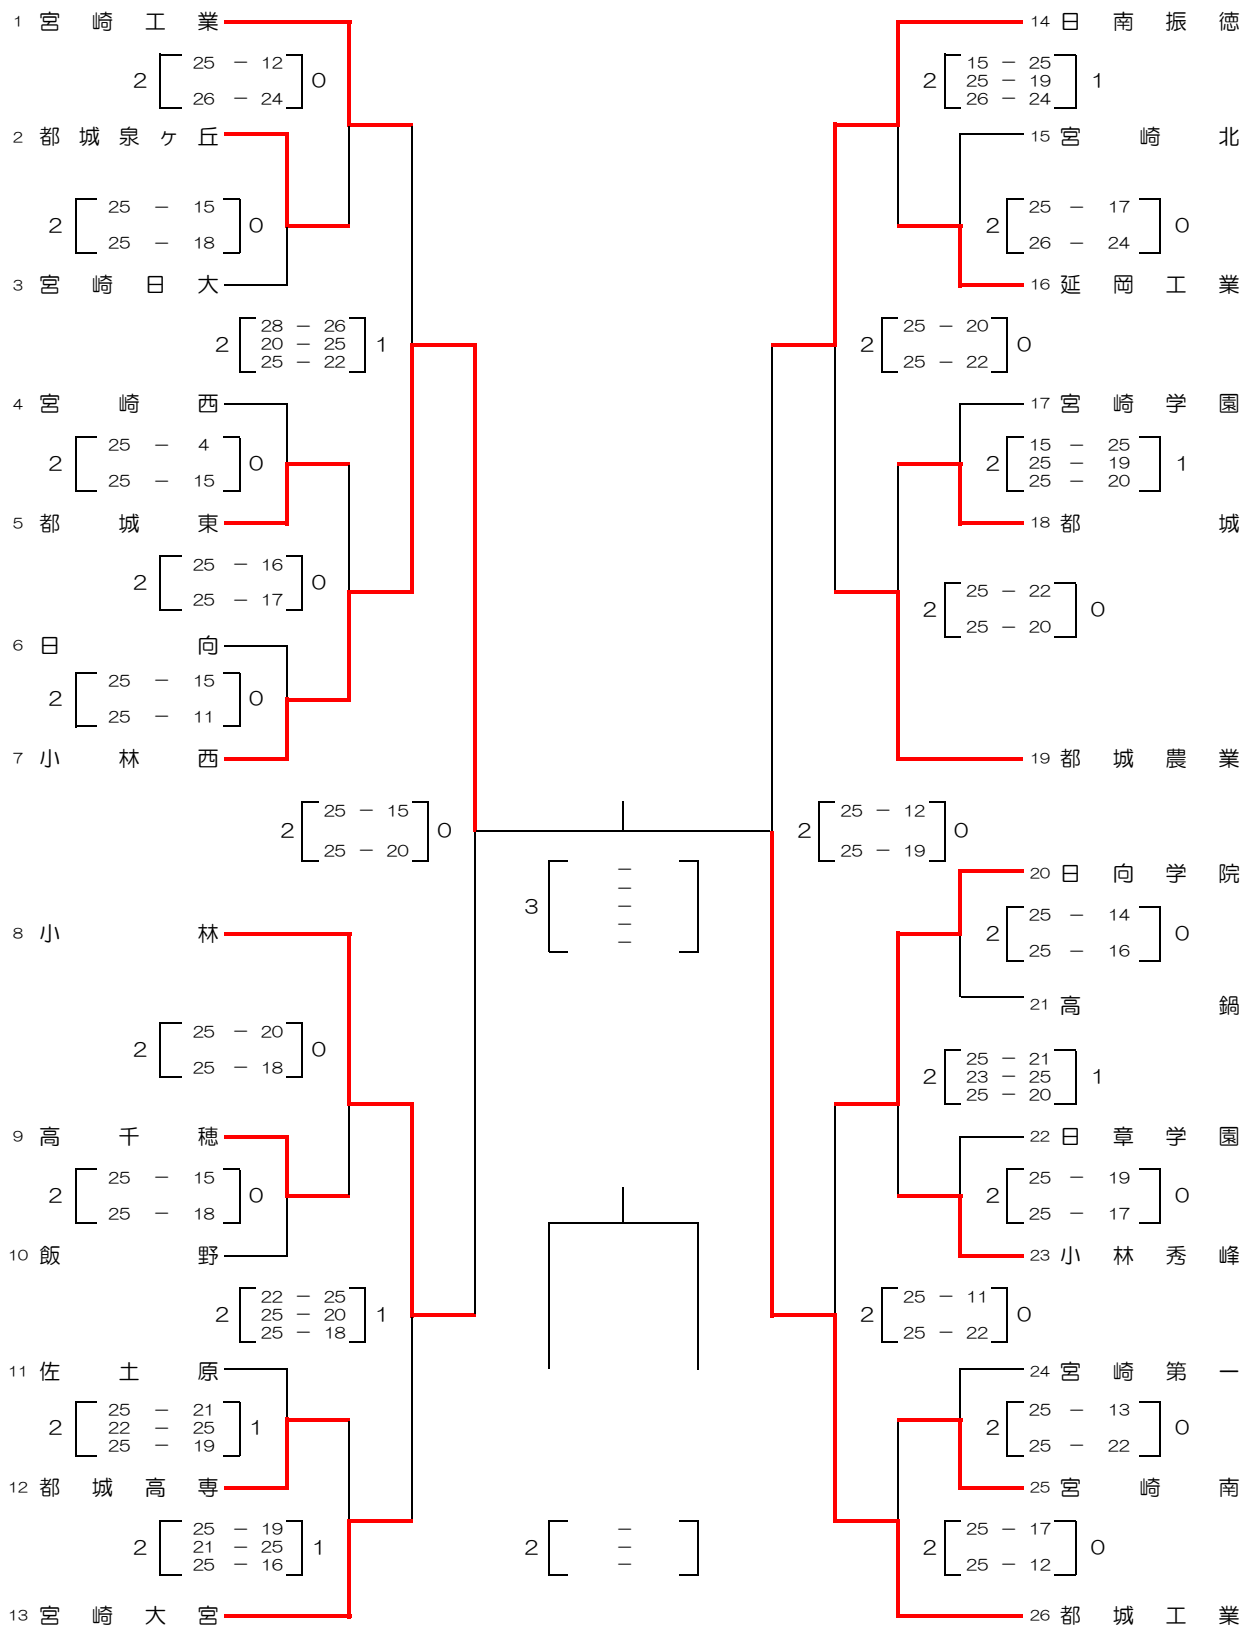 1 宮崎工業
2 [ 25 - 12
26 - 24 ] 0
2 都城泉ヶ丘
2 [ 25 - 15
25 - 18 ] 0
3 宮崎日大
2 [ 28 - 26
20 - 25
25 - 22 ] 1
4 宮崎西
2 [ 25 - 4
25 - 15 ] 0
5 都城東
2 [ 25 - 16
25 - 17 ] 0
6 日向
2 [ 25 - 15
25 - 11 ] 0
7 小林西
2 [ 25 - 15
25 - 20 ] 0
8 小林
2 [ 25 - 20
25 - 18 ] 0
9 高千穂
2 [ 25 - 15
25 - 18 ] 0
10 飯野
2 [ 22 - 25
25 - 20
25 - 18 ] 1
11 佐土原
2 [ 25 - 21
22 - 25
25 - 19 ] 1
12 都城高専
2 [ 25 - 19
21 - 25
25 - 16 ] 1
13 宮崎大宮
3 [ -
-
-
-
- ]
2 [ -
-
- ]
14 日南振徳
2 [ 15 - 25
25 - 19
26 - 24 ] 1
15 宮崎北
2 [ 25 - 17
26 - 24 ] 0
16 延岡工業
2 [ 25 - 20
25 - 22 ] 0
17 宮崎学園
2 [ 15 - 25
25 - 19
25 - 20 ] 1
18 都城
2 [ 25 - 22
25 - 20 ] 0
19 都城農業
2 [ 25 - 12
25 - 19 ] 0
20 日向学院
2 [ 25 - 14
25 - 16 ] 0
21 高鍋
2 [ 25 - 21
23 - 25
25 - 20 ] 1
22 日章学園
2 [ 25 - 19
25 - 17 ] 0
23 小林秀峰
2 [ 25 - 11
25 - 22 ] 0
24 宮崎第一
2 [ 25 - 13
25 - 22 ] 0
25 宮崎南
2 [ 25 - 17
25 - 12 ] 0
26 都城工業